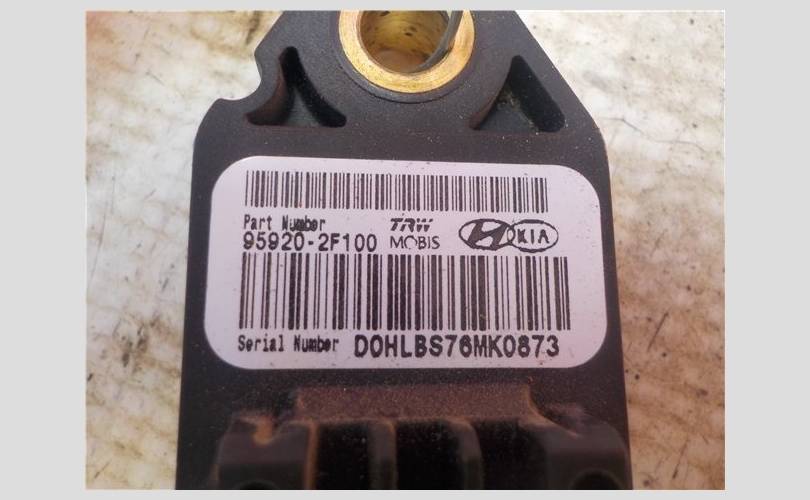 Part Number
95920-2F100
TRW
MOBIS
KIA
Serial Number D0HLBS76MK0873